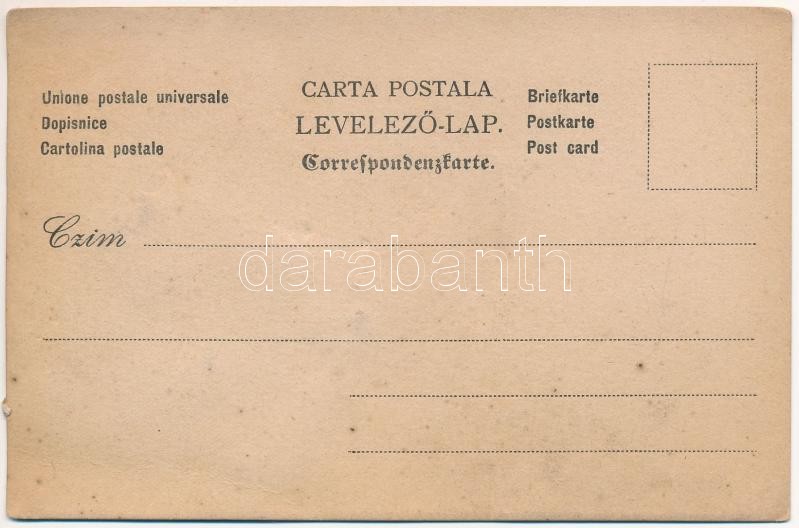 Unione postale universale
Dopisnice
Cartolina postale
CARTA POSTALA
LEVELEZŐ-LAP.
Correſpondenzkarte.
Briefkarte
Postkarte
Post card
Czim
darabanth